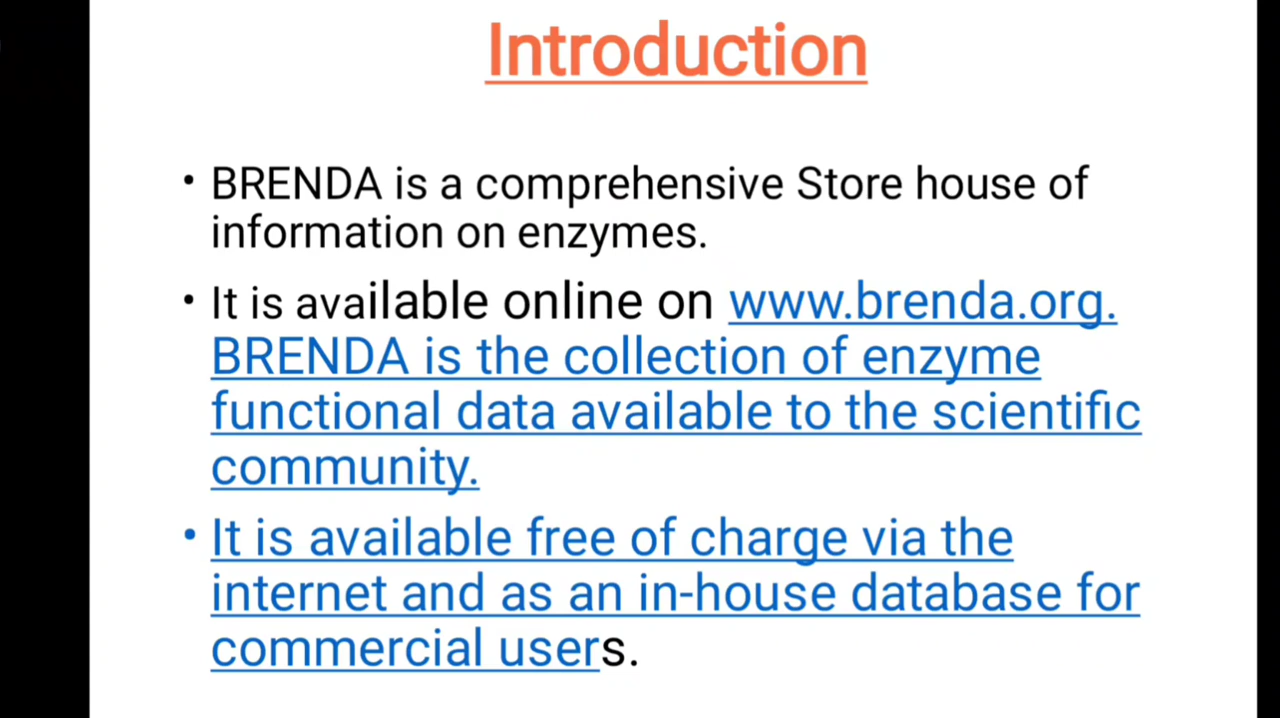 Introduction
• BRENDA is a comprehensive Store house of
information on enzymes.
• It is available online on www.brenda.org.
BRENDA is the collection of enzyme
functional data available to the scientific
community.
• It is available free of charge via the
internet and as an in-house database for
commercial users.